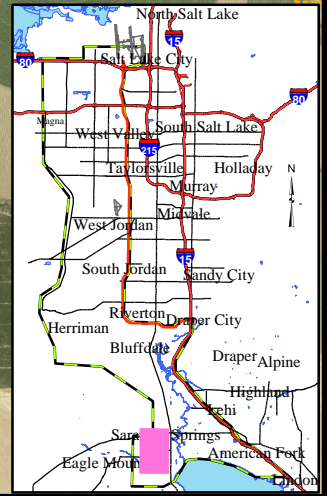 North Salt Lake
15
Salt Lake City
80
80
Magna
West Valley
South Salt Lake
215
Taylorsville
Holladay
N
Murray
West Jordan
Midvale
15
South Jordan
Sandy City
Riverton
Draper City
Herriman
Bluffdale
Draper
Alpine
Highland
Lehi
Sara
Springs
American Fork
Eagle Moun
Lindon